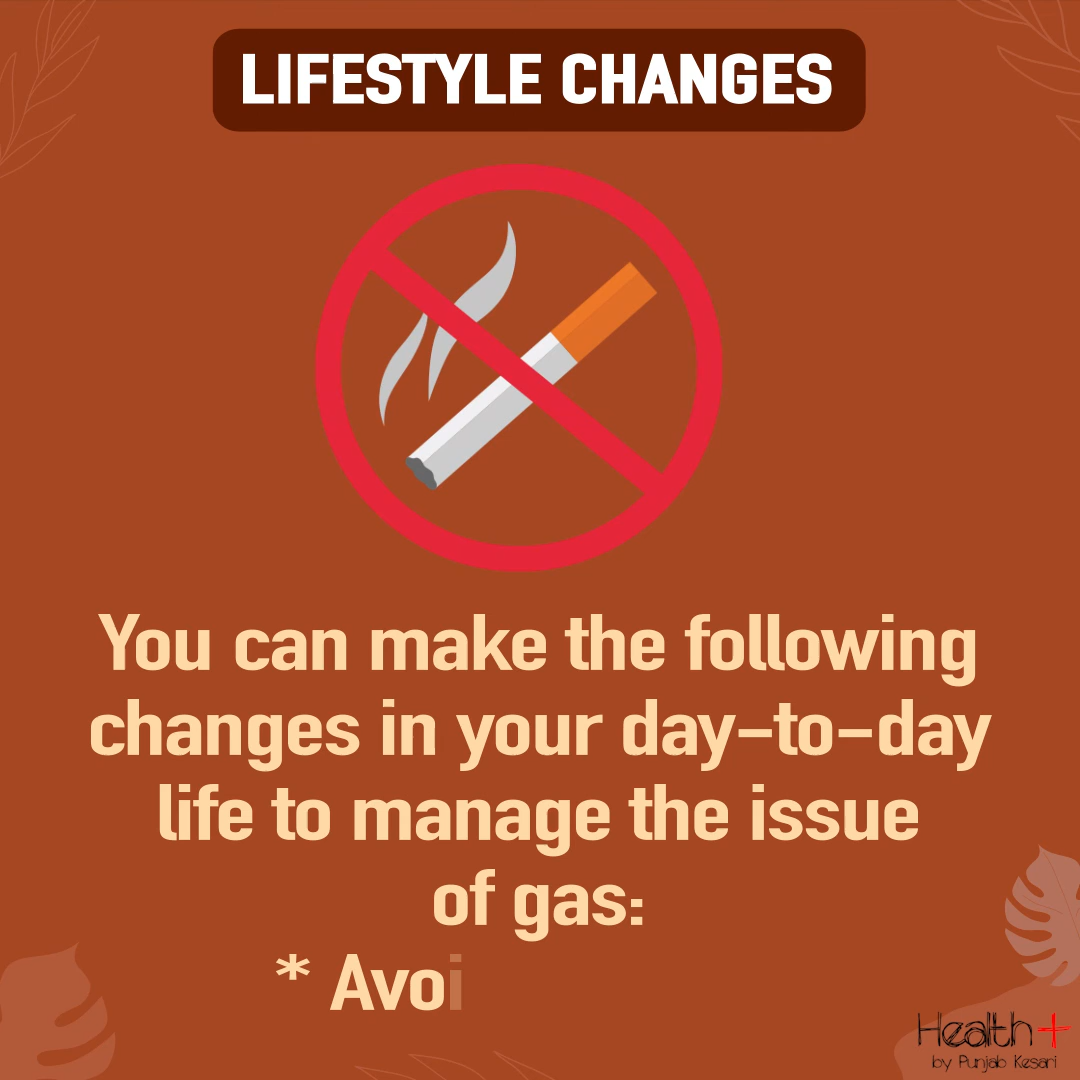 LIFESTYLE CHANGES
You can make the following
changes in your day-to-day
life to manage the issue
of gas:
* Avoi
Health+
by Punjab Kesari